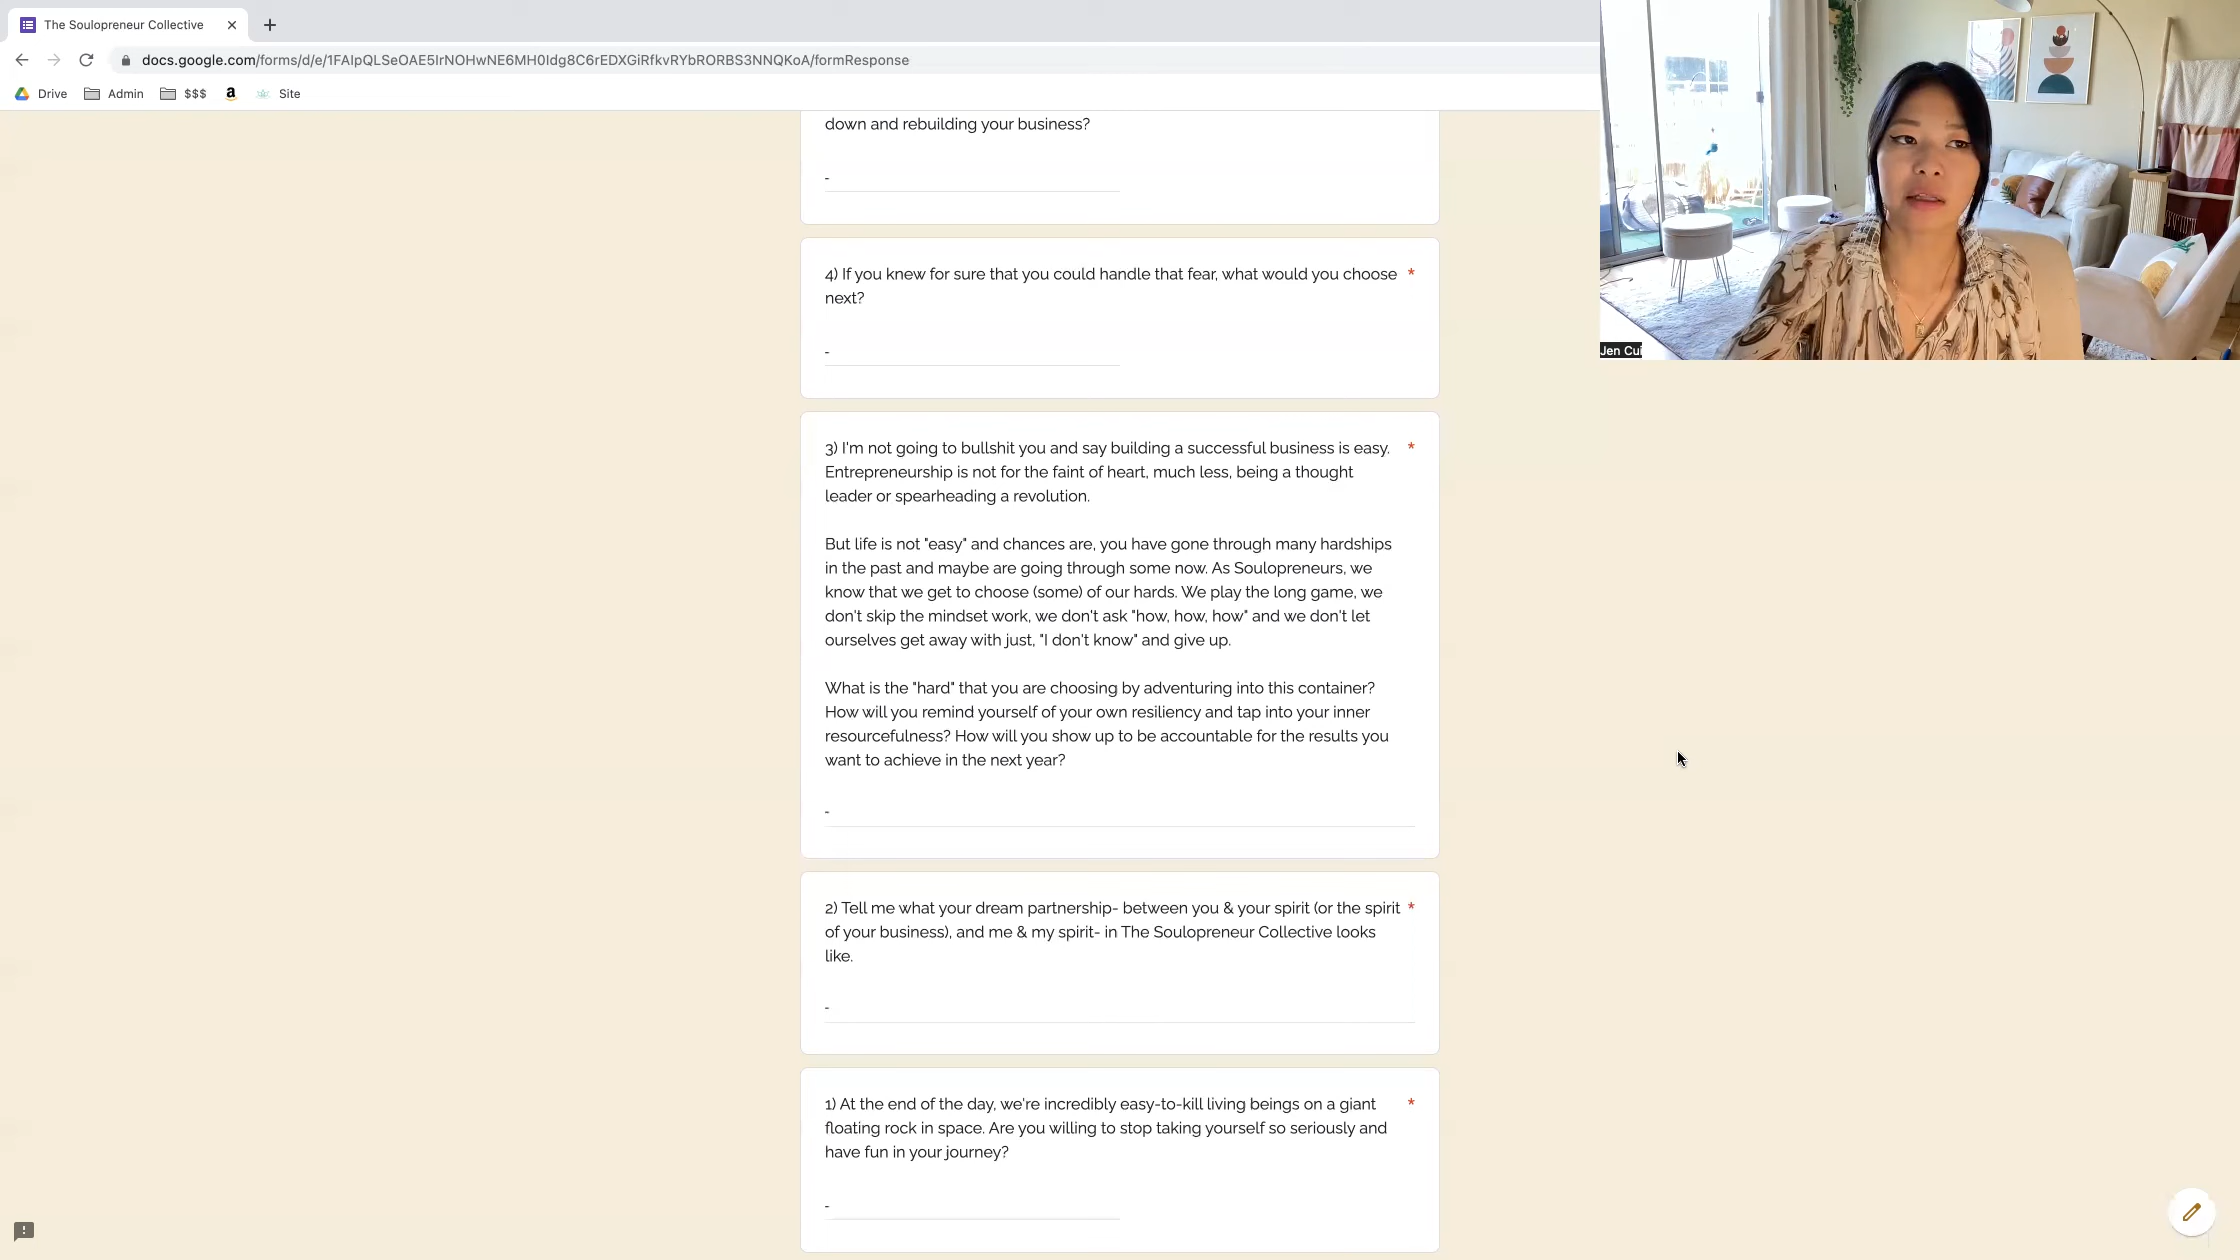 The Soulopreneur Collective
docs.google.com/forms/d/e/1FAIpQLSeOAE5IrNOHwNE6MH0Idg8C6rEDXGiRfkvRYbRORBS3NNQKoA/formResponse
Drive Admin $$$ Site
down and rebuilding your business?
-
4) If you knew for sure that you could handle that fear, what would you choose *
next?
-
3) I'm not going to bullshit you and say building a successful business is easy. *
Entrepreneurship is not for the faint of heart, much less, being a thought
leader or spearheading a revolution.
But life is not "easy" and chances are, you have gone through many hardships
in the past and maybe are going through some now. As Soulopreneurs, we
know that we get to choose (some) of our hards. We play the long game, we
don't skip the mindset work, we don't ask "how, how, how" and we don't let
ourselves get away with just, "I don't know" and give up.
What is the "hard" that you are choosing by adventuring into this container?
How will you remind yourself of your own resiliency and tap into your inner
resourcefulness? How will you show up to be accountable for the results you
want to achieve in the next year?
-
2) Tell me what your dream partnership- between you & your spirit (or the spirit *
of your business), and me & my spirit- in The Soulopreneur Collective looks
like.
-
1) At the end of the day, we're incredibly easy-to-kill living beings on a giant *
floating rock in space. Are you willing to stop taking yourself so seriously and
have fun in your journey?
-
Jen Cui